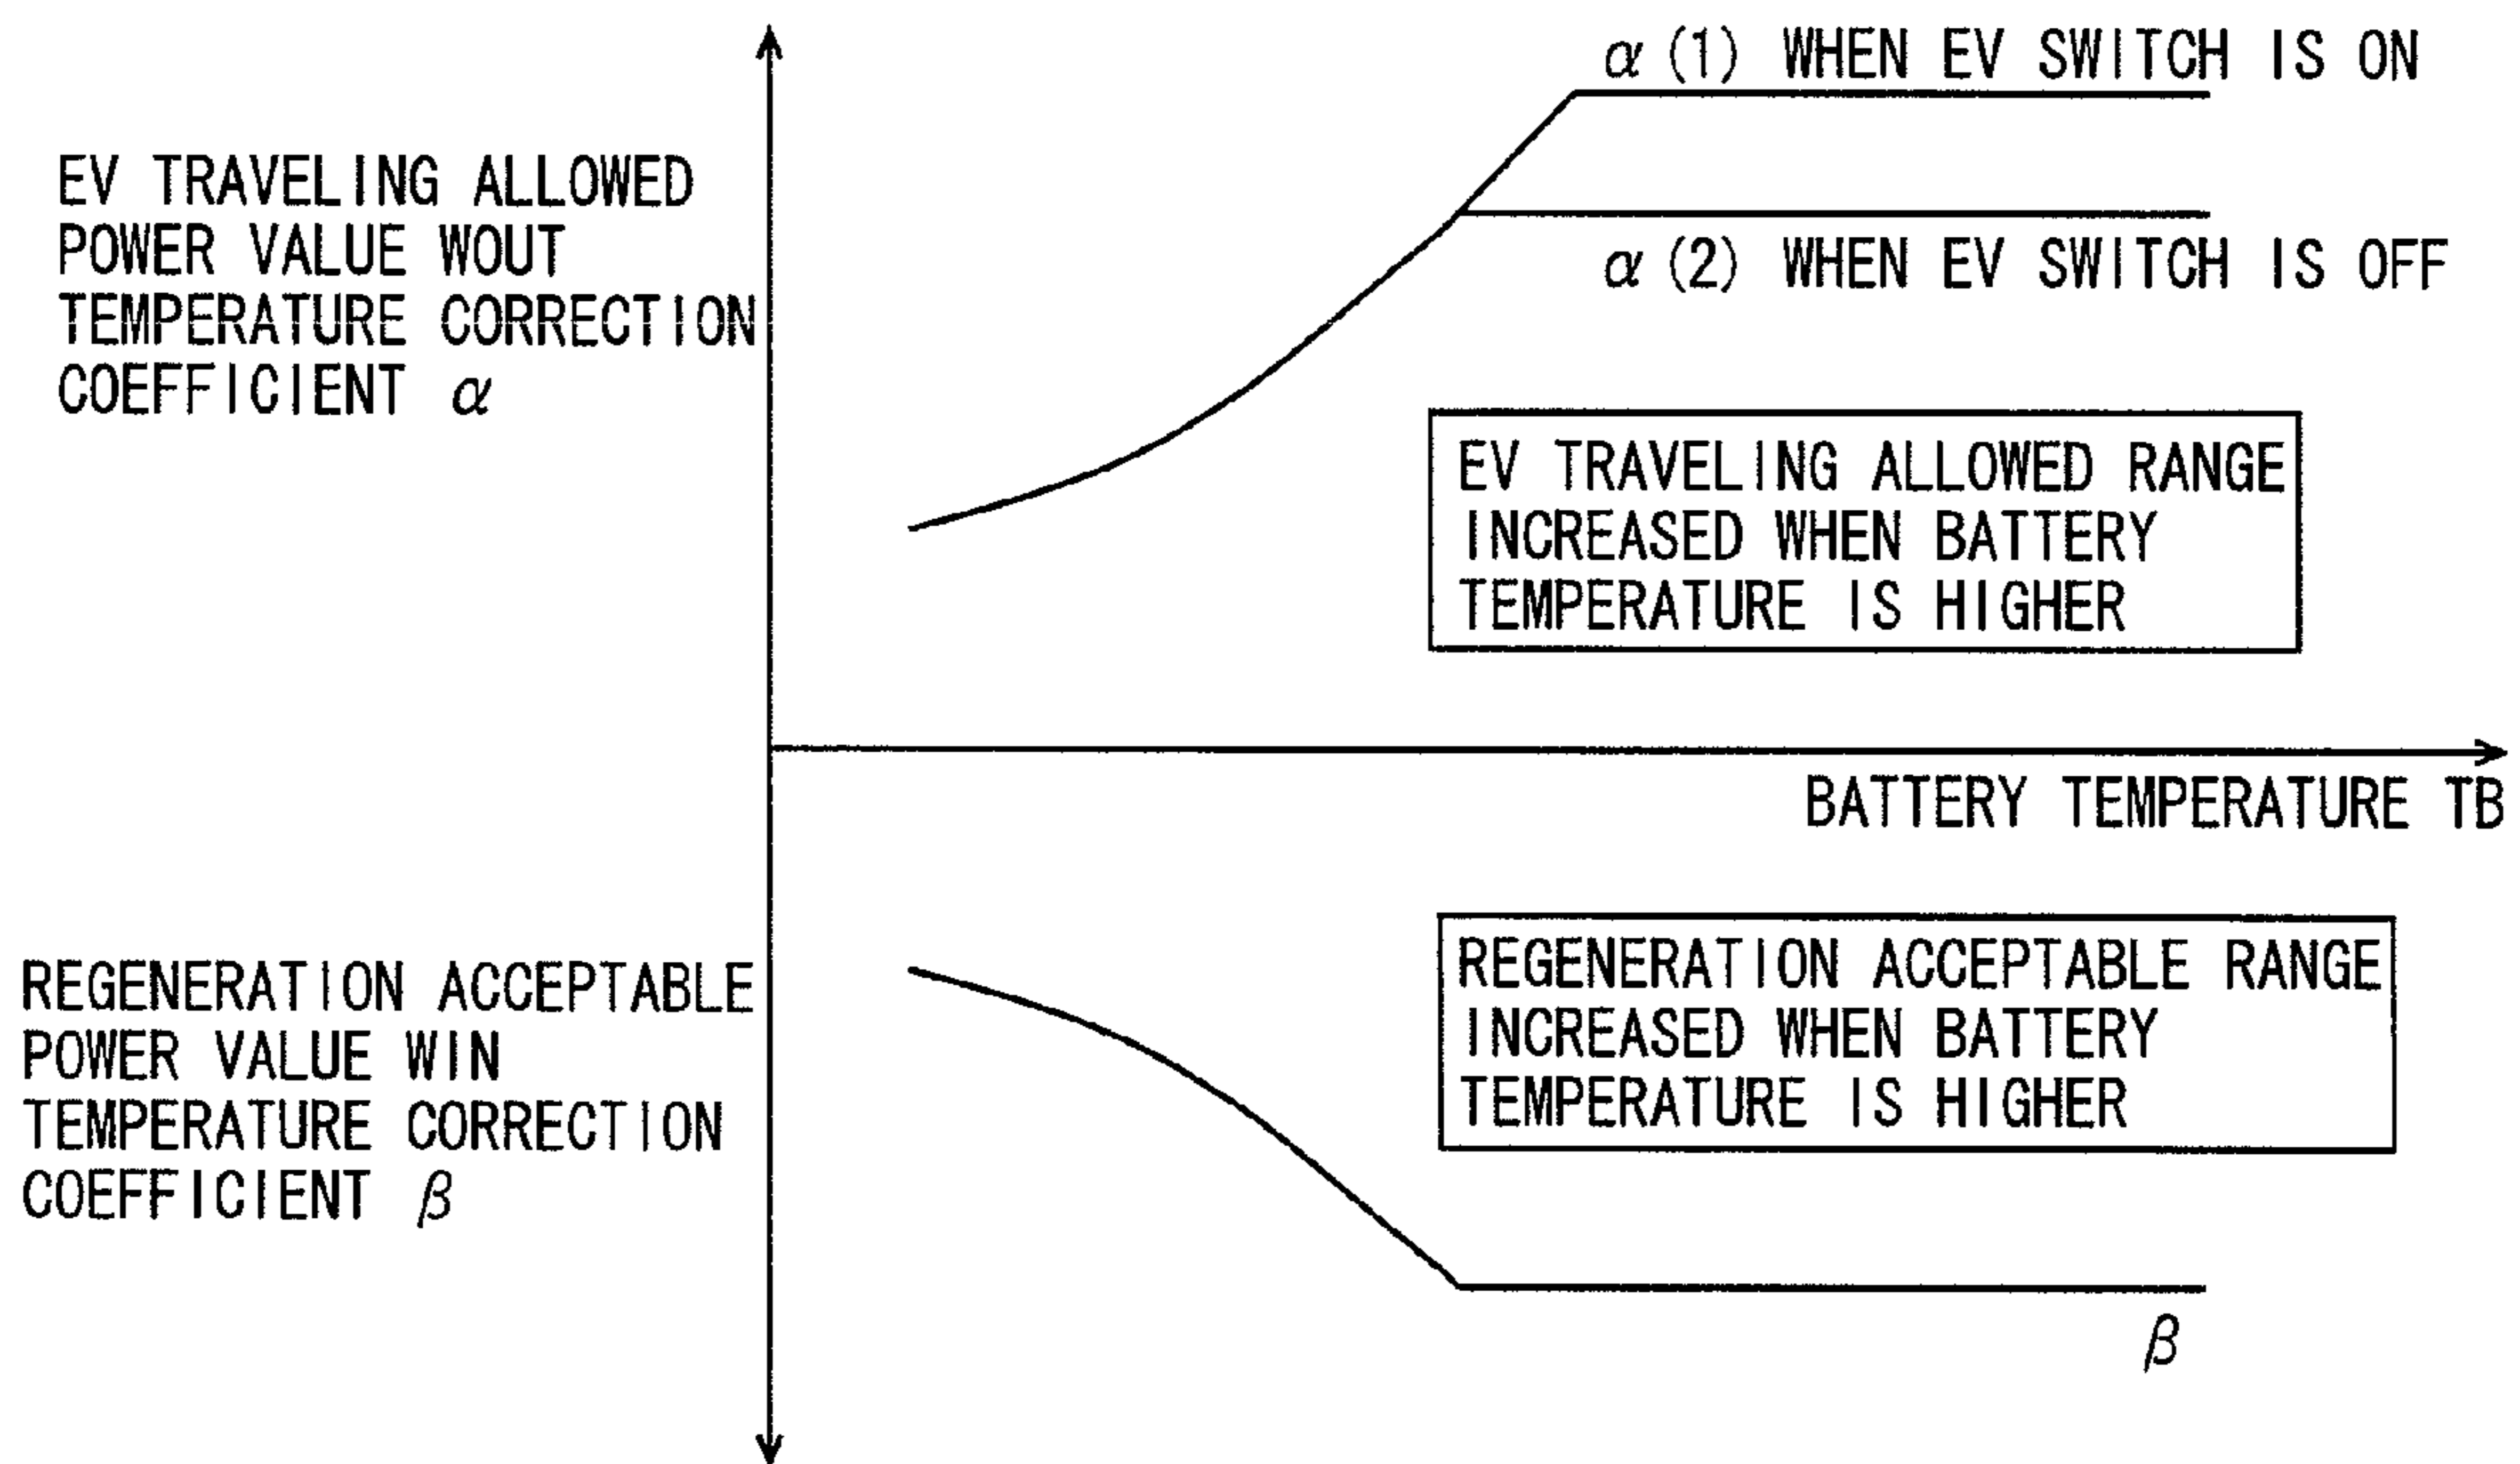 α (1) WHEN EV SWITCH IS ON
EV TRAVELING ALLOWED
POWER VALUE WOUT
TEMPERATURE CORRECTION
COEFFICIENT α
α (2) WHEN EV SWITCH IS OFF
EV TRAVELING ALLOWED RANGE
INCREASED WHEN BATTERY
TEMPERATURE IS HIGHER
BATTERY TEMPERATURE TB
REGENERATION ACCEPTABLE
POWER VALUE WIN
TEMPERATURE CORRECTION
COEFFICIENT β
REGENERATION ACCEPTABLE RANGE
INCREASED WHEN BATTERY
TEMPERATURE IS HIGHER
β